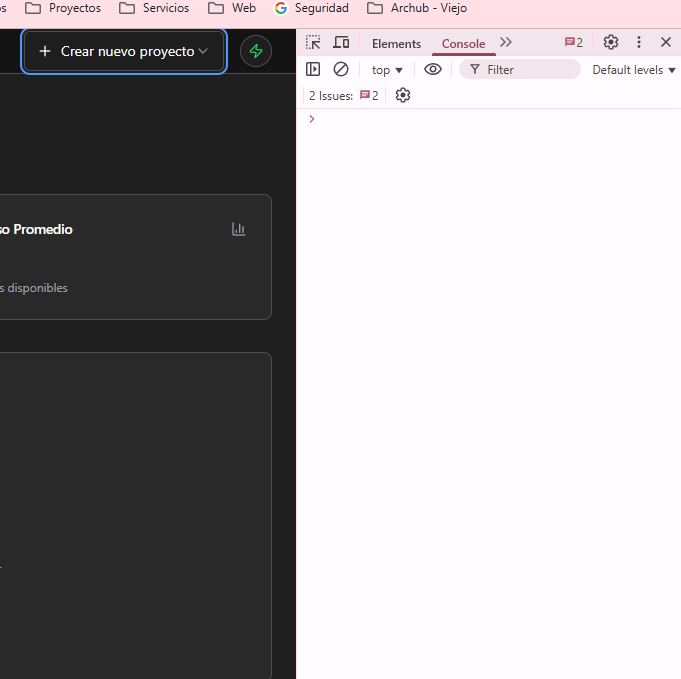 s Proyectos Servicios Web Seguridad Archub - Viejo
Crear nuevo proyecto
Elements Console 2
top Filter Default levels
2 Issues: 2
so Promedio
s disponibles